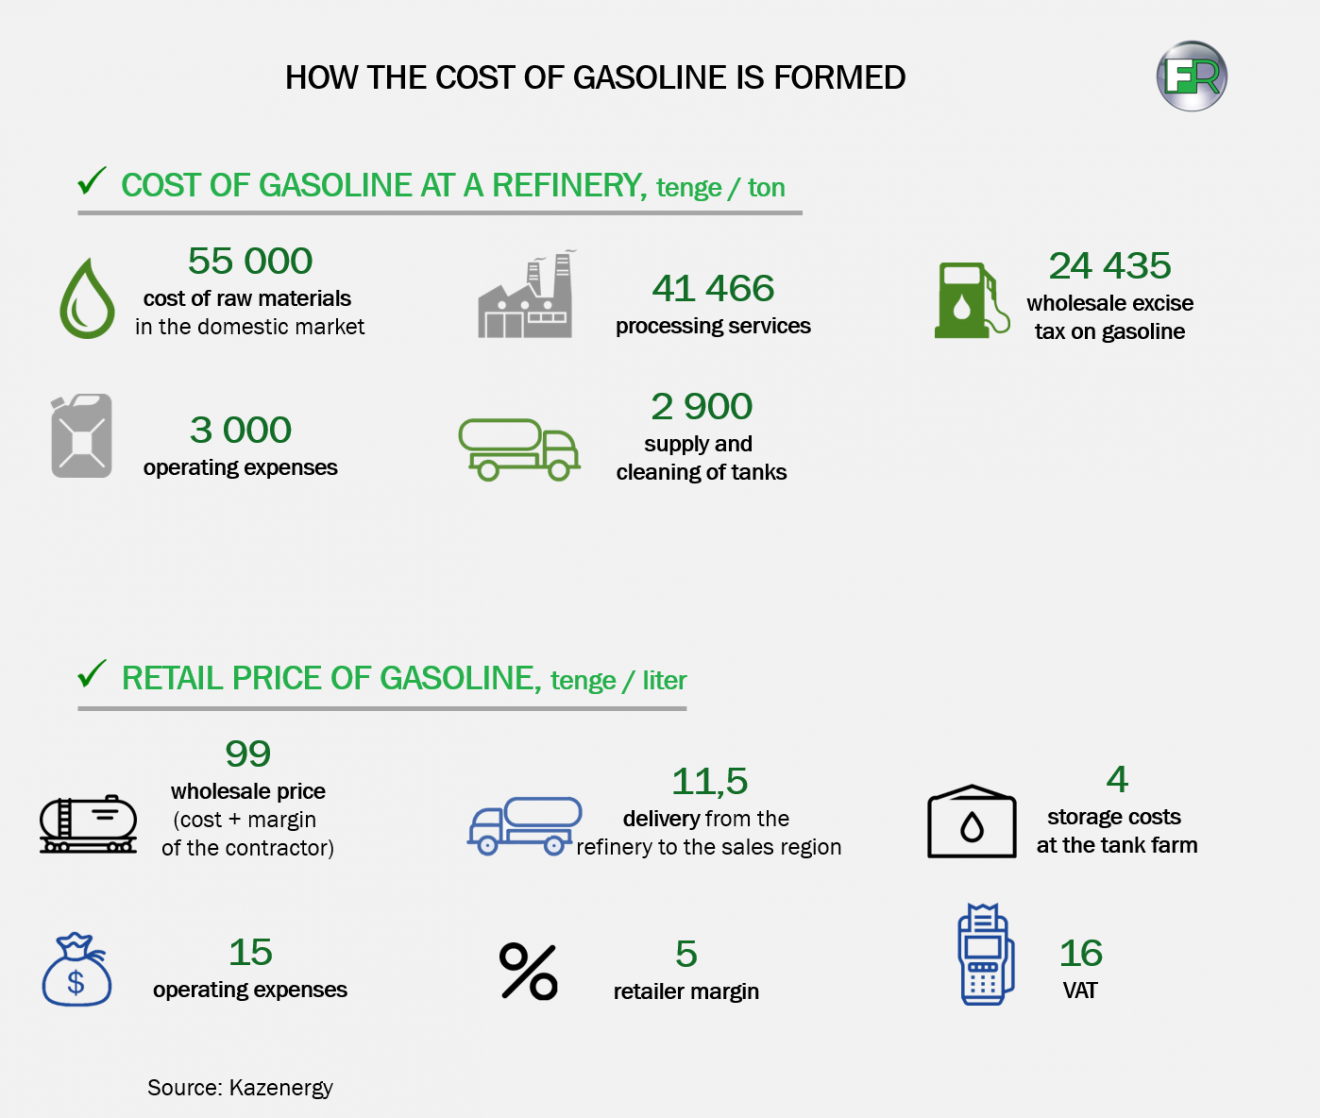 HOW THE COST OF GASOLINE IS FORMED
FR
COST OF GASOLINE AT A REFINERY, tenge / ton
55 000
cost of raw materials
in the domestic market
41 466
processing services
24 435
wholesale excise
tax on gasoline
3 000
operating expenses
2 900
supply and
cleaning of tanks
RETAIL PRICE OF GASOLINE, tenge / liter
99
wholesale price
(cost + margin
of the contractor)
11,5
delivery from the
refinery to the sales region
4
storage costs
at the tank farm
$
15
operating expenses
%
5
retailer margin
16
VAT
Source: Kazenergy